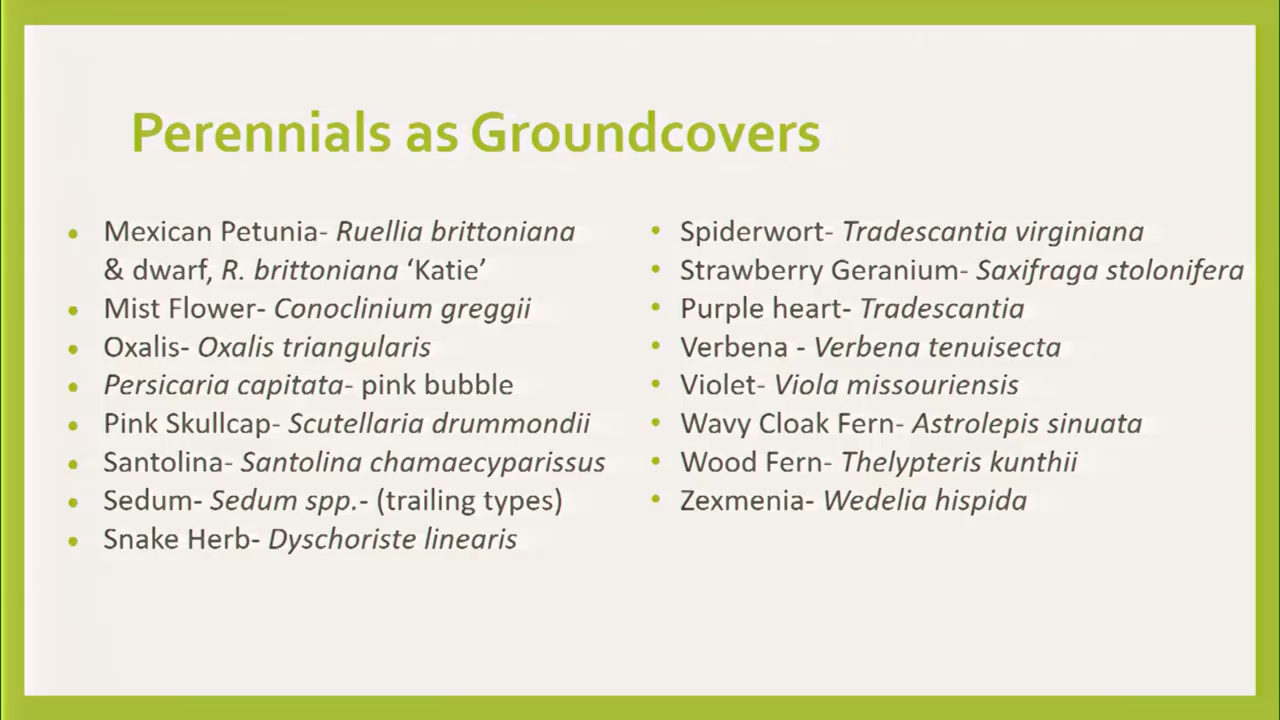 Perennials as Groundcovers
Mexican Petunia- Ruellia brittoniana
& dwarf, R. brittoniana ‘Katie’
Mist Flower- Conoclinium greggii
Oxalis- Oxalis triangularis
Persicaria capitata- pink bubble
Pink Skullcap- Scutellaria drummondii
Santolina- Santolina chamaecyparissus
Sedum- Sedum spp.- (trailing types)
Snake Herb- Dyschoriste linearis
Spiderwort- Tradescantia virginiana
Strawberry Geranium- Saxifraga stolonifera
Purple heart- Tradescantia
Verbena - Verbena tenuisecta
Violet- Viola missouriensis
Wavy Cloak Fern- Astrolepis sinuata
Wood Fern- Thelypteris kunthii
Zexmenia- Wedelia hispida